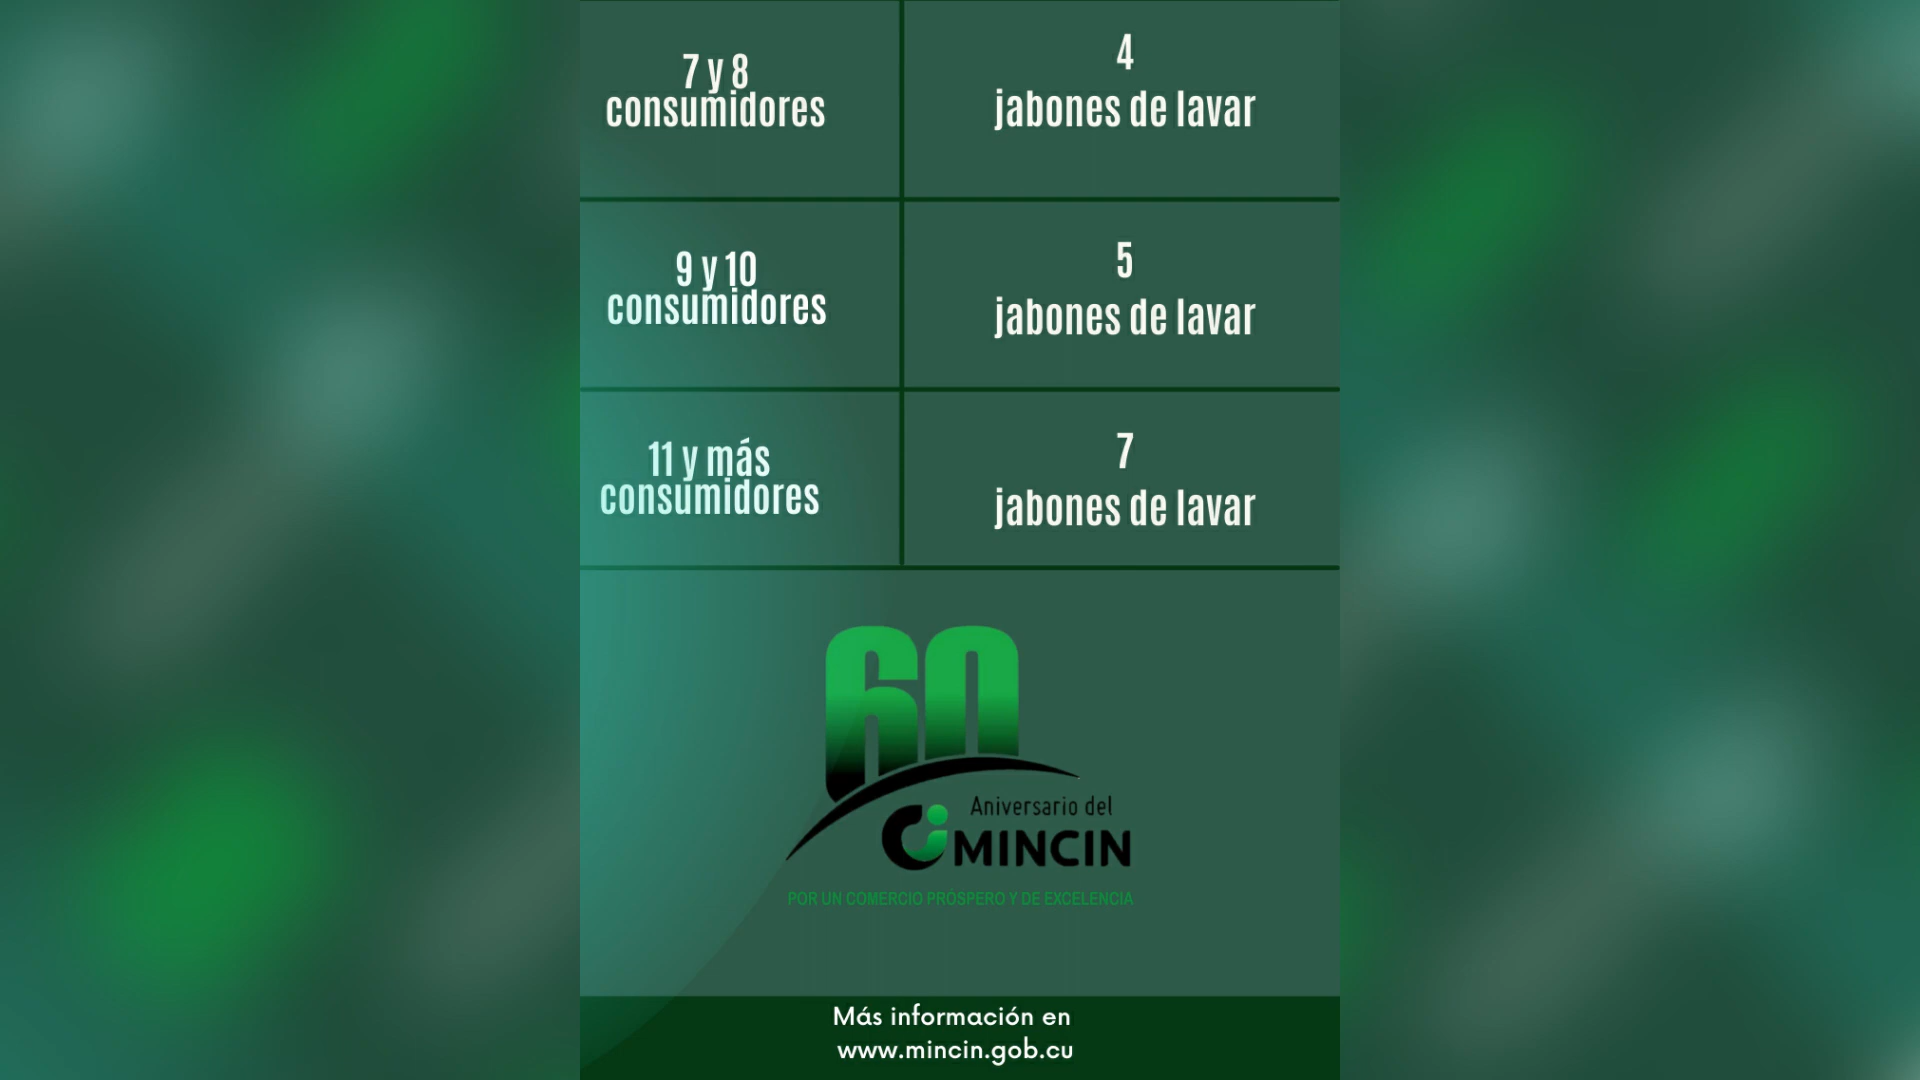 7 y 8
consumidores
4
jabones de lavar
9 y 10
consumidores
5
jabones de lavar
11 y más
consumidores
7
jabones de lavar
60
Aniversario del
MINCIN
POR UN COMERCIO PRÓSPERO Y DE EXCELENCIA
Más información en
www.mincin.gob.cu